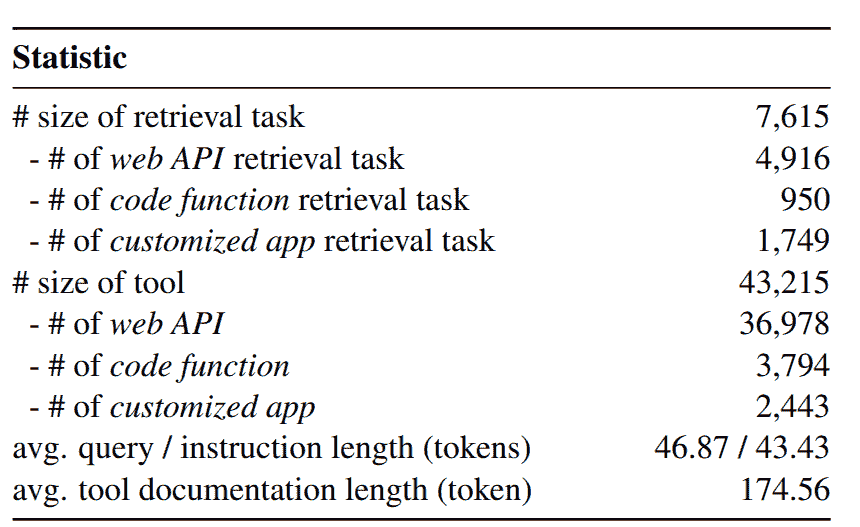 Statistic
# size of retrieval task 7,615
- # of web API retrieval task 4,916
- # of code function retrieval task 950
- # of customized app retrieval task 1,749
# size of tool 43,215
- # of web API 36,978
- # of code function 3,794
- # of customized app 2,443
avg. query / instruction length (tokens) 46.87 / 43.43
avg. tool documentation length (token) 174.56